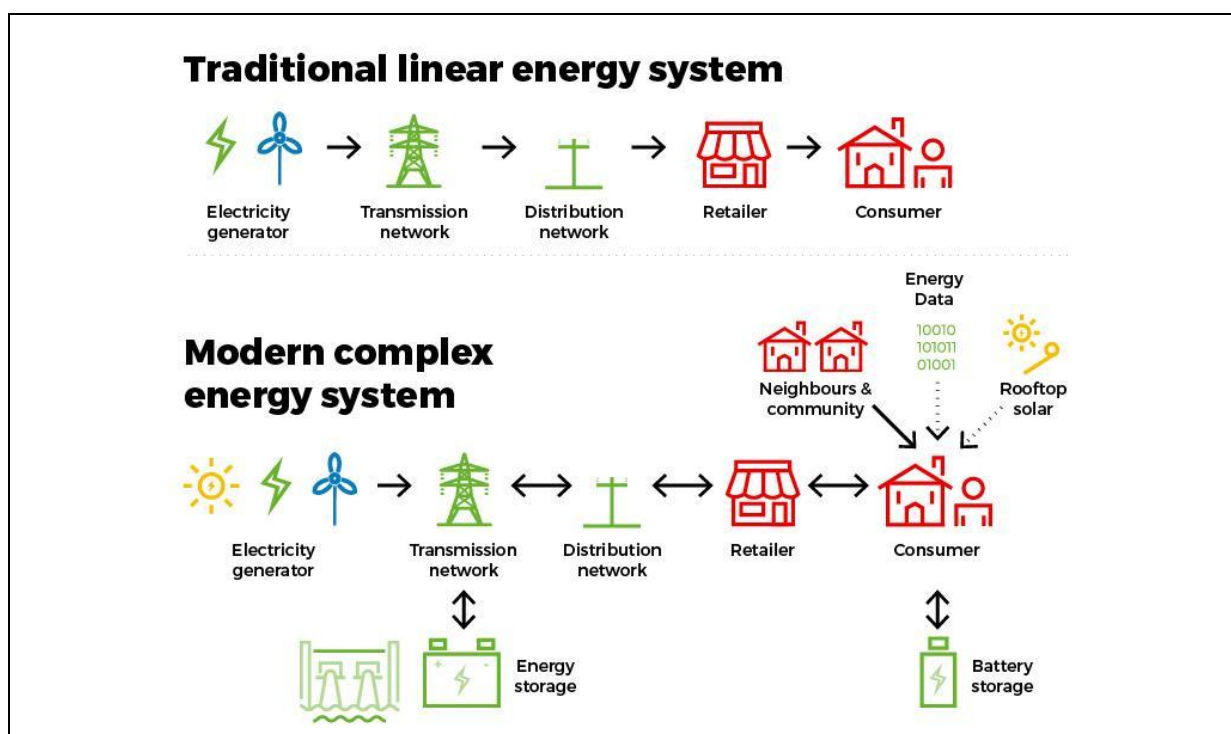 Traditional linear energy system
Electricity
generator
Transmission
network
Distribution
network
Retailer
Consumer
Modern complex
energy system
Energy
Data
10010
101011
01001
Neighbours &
community
Rooftop
solar
Electricity
generator
Transmission
network
Distribution
network
Retailer
Consumer
+ -
Energy
storage
Battery
storage